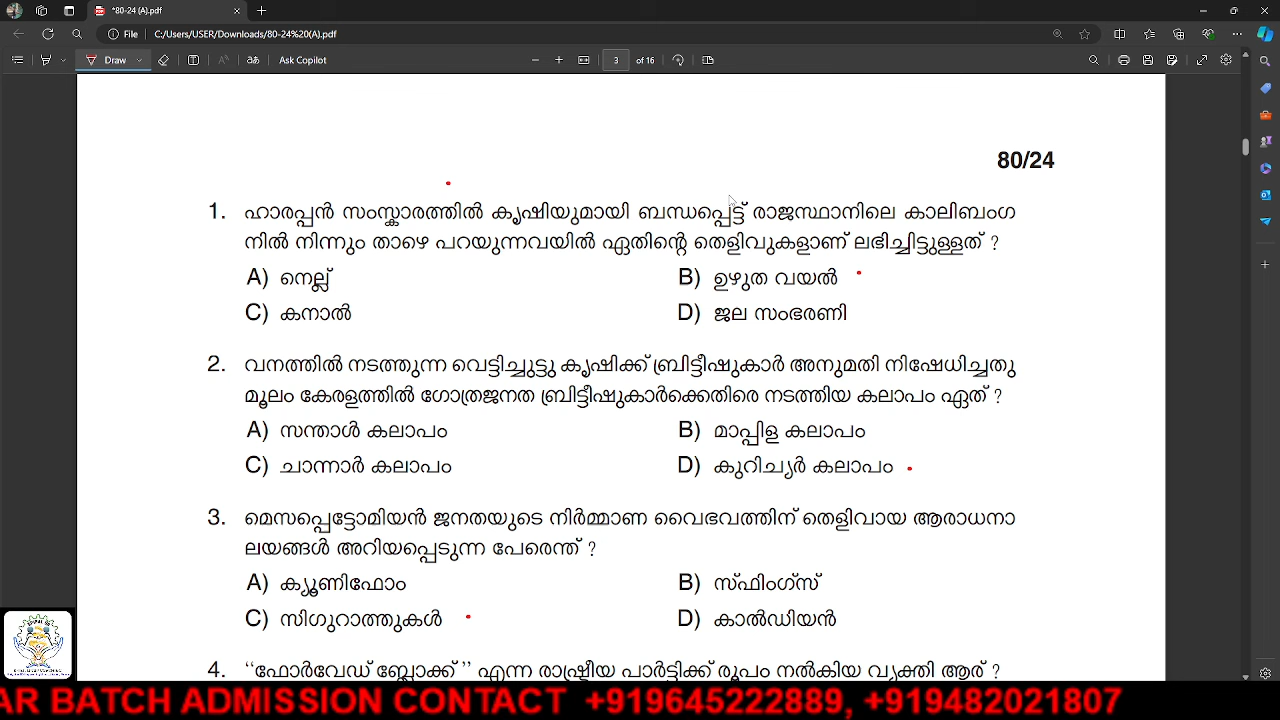 *80-24 (A).pdf
File C:/Users/USER/Downloads/80-24%20(A).pdf
Draw Ask Copilot 3 of 16
80/24
1. ഹാരപ്പൻ സംസ്കാരത്തിൽ കൃഷിയുമായി ബന്ധപ്പെട്ട് രാജസ്ഥാനിലെ കാലിബംഗ
നിൽ നിന്നും താഴെ പറയുന്നവയിൽ ഏതിന്റെ തെളിവുകളാണ് ലഭിച്ചിട്ടുള്ളത് ?
A) നെല്ല് B) ഉഴുത വയൽ
C) കനാൽ D) ജല സംഭരണി
2. വനത്തിൽ നടത്തുന്ന വെട്ടിച്ചുട്ടു കൃഷിക്ക് ബ്രിട്ടീഷുകാർ അനുമതി നിഷേധിച്ചതു
മൂലം കേരളത്തിൽ ഗോത്രജനത ബ്രിട്ടീഷുകാർക്കെതിരെ നടത്തിയ കലാപം ഏത് ?
A) സന്താൾ കലാപം B) മാപ്പിള കലാപം
C) ചാന്നാർ കലാപം D) കുറിച്യർ കലാപം
3. മെസപ്പെട്ടോമിയൻ ജനതയുടെ നിർമ്മാണ വൈഭവത്തിന് തെളിവായ ആരാധനാ
ലയങ്ങൾ അറിയപ്പെടുന്ന പേരെന്ത് ?
A) ക്യൂണിഫോം B) സ്ഫിംഗ്സ്
C) സിഗുറാത്തുകൾ D) കാൽഡിയൻ
4. ‘‘ഫോർവേഡ് ബ്ലോക്ക് ’’ എന്ന രാഷ്ട്രീയ പാർട്ടിക്ക് രൂപം നൽകിയ വ്യക്തി ആര് ?
AR BATCH ADMISSION CONTACT +919645222889, +919482021807